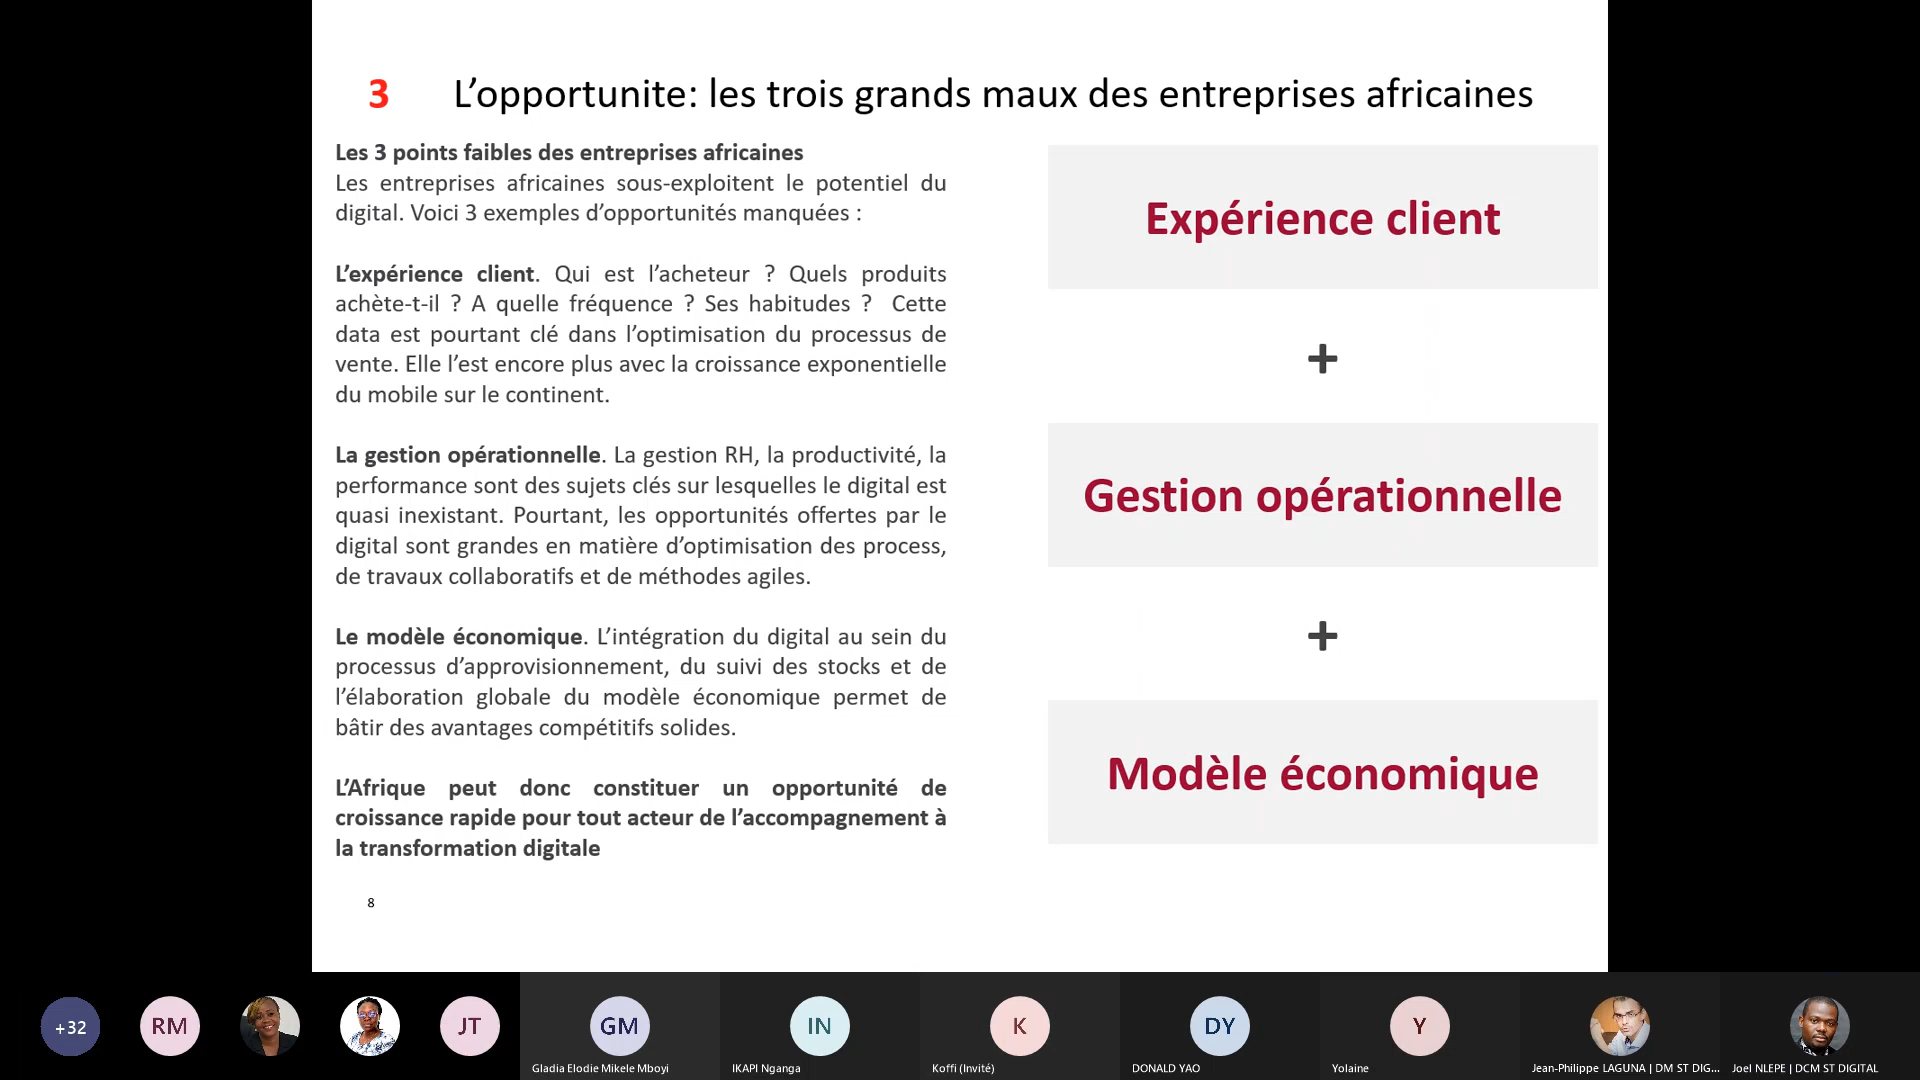 3 L’opportunite: les trois grands maux des entreprises africaines
Les 3 points faibles des entreprises africaines
Les entreprises africaines sous-exploitent le potentiel du
digital. Voici 3 exemples d’opportunités manquées :
L’expérience client. Qui est l’acheteur ? Quels produits
achète-t-il ? A quelle fréquence ? Ses habitudes ? Cette
data est pourtant clé dans l’optimisation du processus de
vente. Elle l’est encore plus avec la croissance exponentielle
du mobile sur le continent.
La gestion opérationnelle. La gestion RH, la productivité, la
performance sont des sujets clés sur lesquelles le digital est
quasi inexistant. Pourtant, les opportunités offertes par le
digital sont grandes en matière d’optimisation des process,
de travaux collaboratifs et de méthodes agiles.
Le modèle économique. L’intégration du digital au sein du
processus d’approvisionnement, du suivi des stocks et de
l’élaboration globale du modèle économique permet de
bâtir des avantages compétitifs solides.
L’Afrique peut donc constituer un opportunité de
croissance rapide pour tout acteur de l’accompagnement à
la transformation digitale
8
Expérience client
+
Gestion opérationnelle
+
Modèle économique
+32
RM
JT
GM
Gladia Elodie Mikele Mboyi
IN
IKAPI Nganga
K
Koffi (Invité)
DY
DONALD YAO
Y
Yolaine
Jean-Philippe LAGUNA | DM ST DIG...
Joel NLEPE | DCM ST DIGITAL